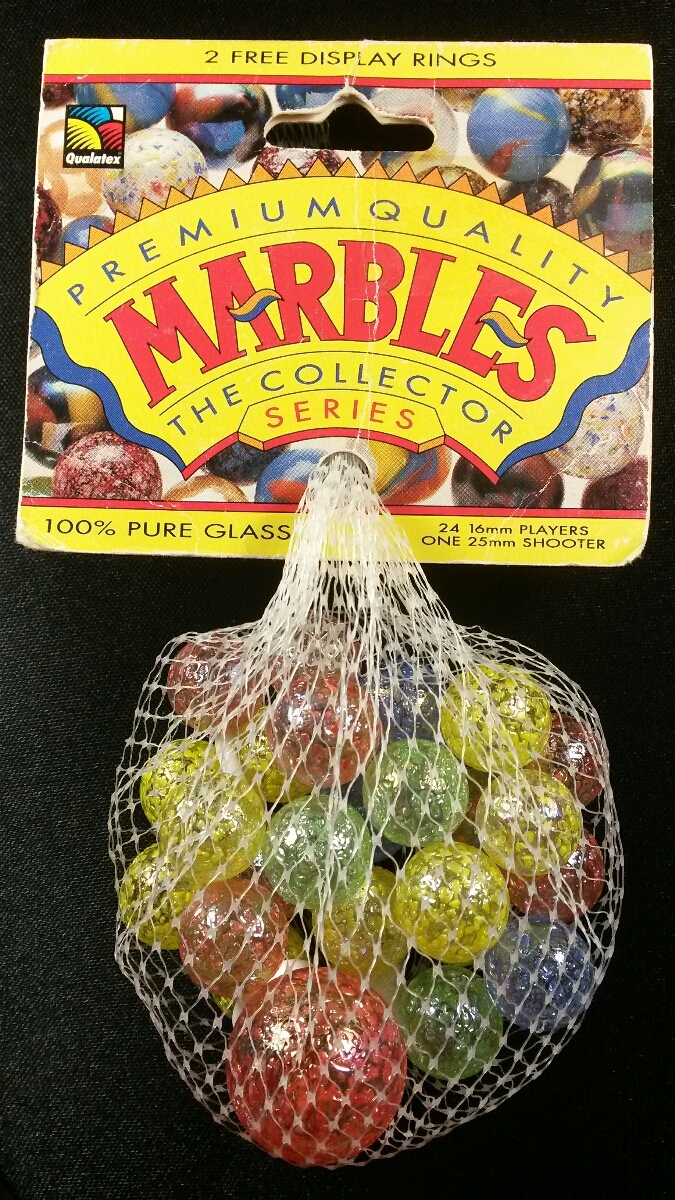 2 FREE DISPLAY RINGS
Qualatex
PREMIUM QUALITY
MARBLES
THE COLLECTOR
SERIES
100% PURE GLASS
24 16mm PLAYERS
ONE 25mm SHOOTER